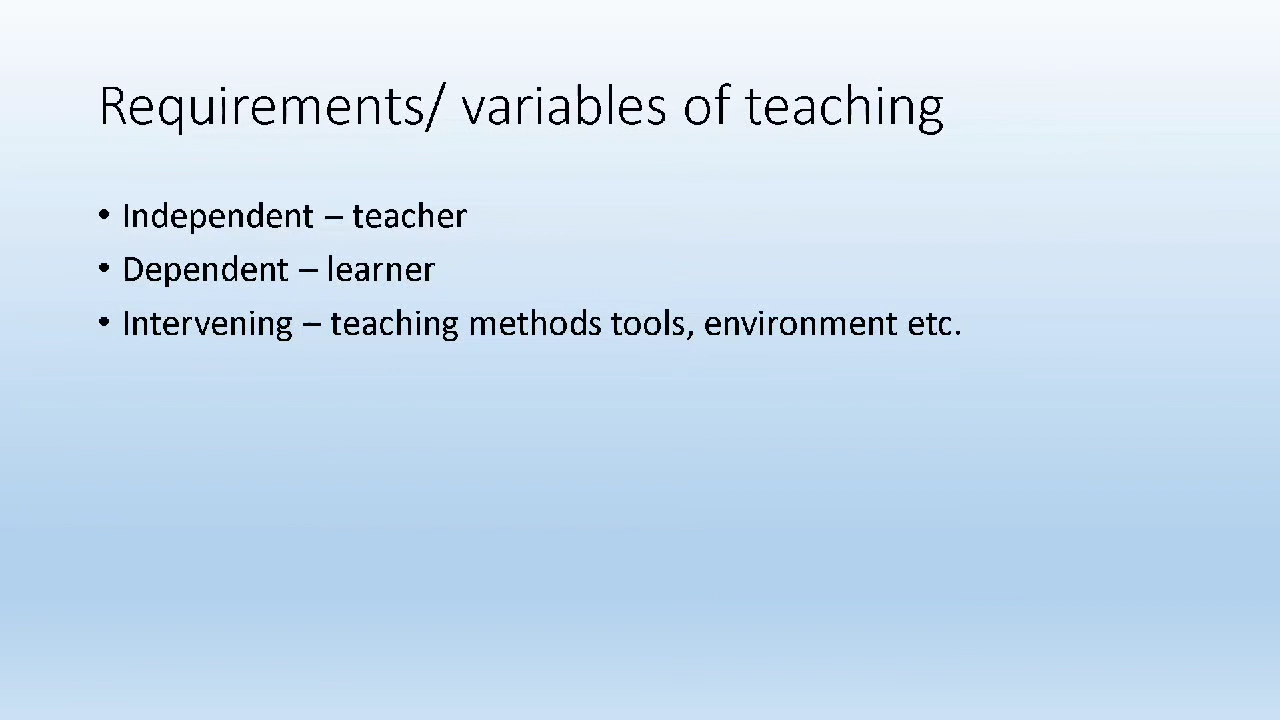 Requirements/ variables of teaching
• Independent – teacher
• Dependent – learner
• Intervening – teaching methods tools, environment etc.